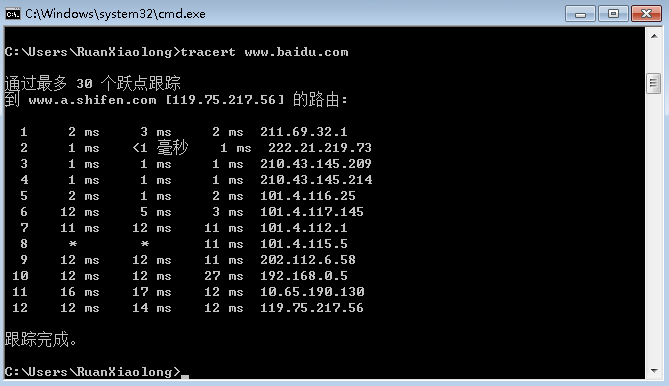 C:\Windows\system32\cmd.exe
C:\Users\RuanXiaolong>tracert www.baidu.com
通过最多 30 个跃点跟踪
到 www.a.shifen.com [119.75.217.56] 的路由:
1 2 ms 3 ms 2 ms 211.69.32.1
2 1 ms <1 毫秒 1 ms 222.21.219.73
3 1 ms 1 ms 1 ms 210.43.145.209
4 1 ms 1 ms 1 ms 210.43.145.214
5 2 ms 1 ms 2 ms 101.4.116.25
6 12 ms 5 ms 3 ms 101.4.117.145
7 11 ms 12 ms 11 ms 101.4.112.1
8 * * 11 ms 101.4.115.5
9 12 ms 12 ms 11 ms 202.112.6.58
10 12 ms 12 ms 27 ms 192.168.0.5
11 16 ms 17 ms 12 ms 10.65.190.130
12 12 ms 14 ms 12 ms 119.75.217.56
跟踪完成。
C:\Users\RuanXiaolong>